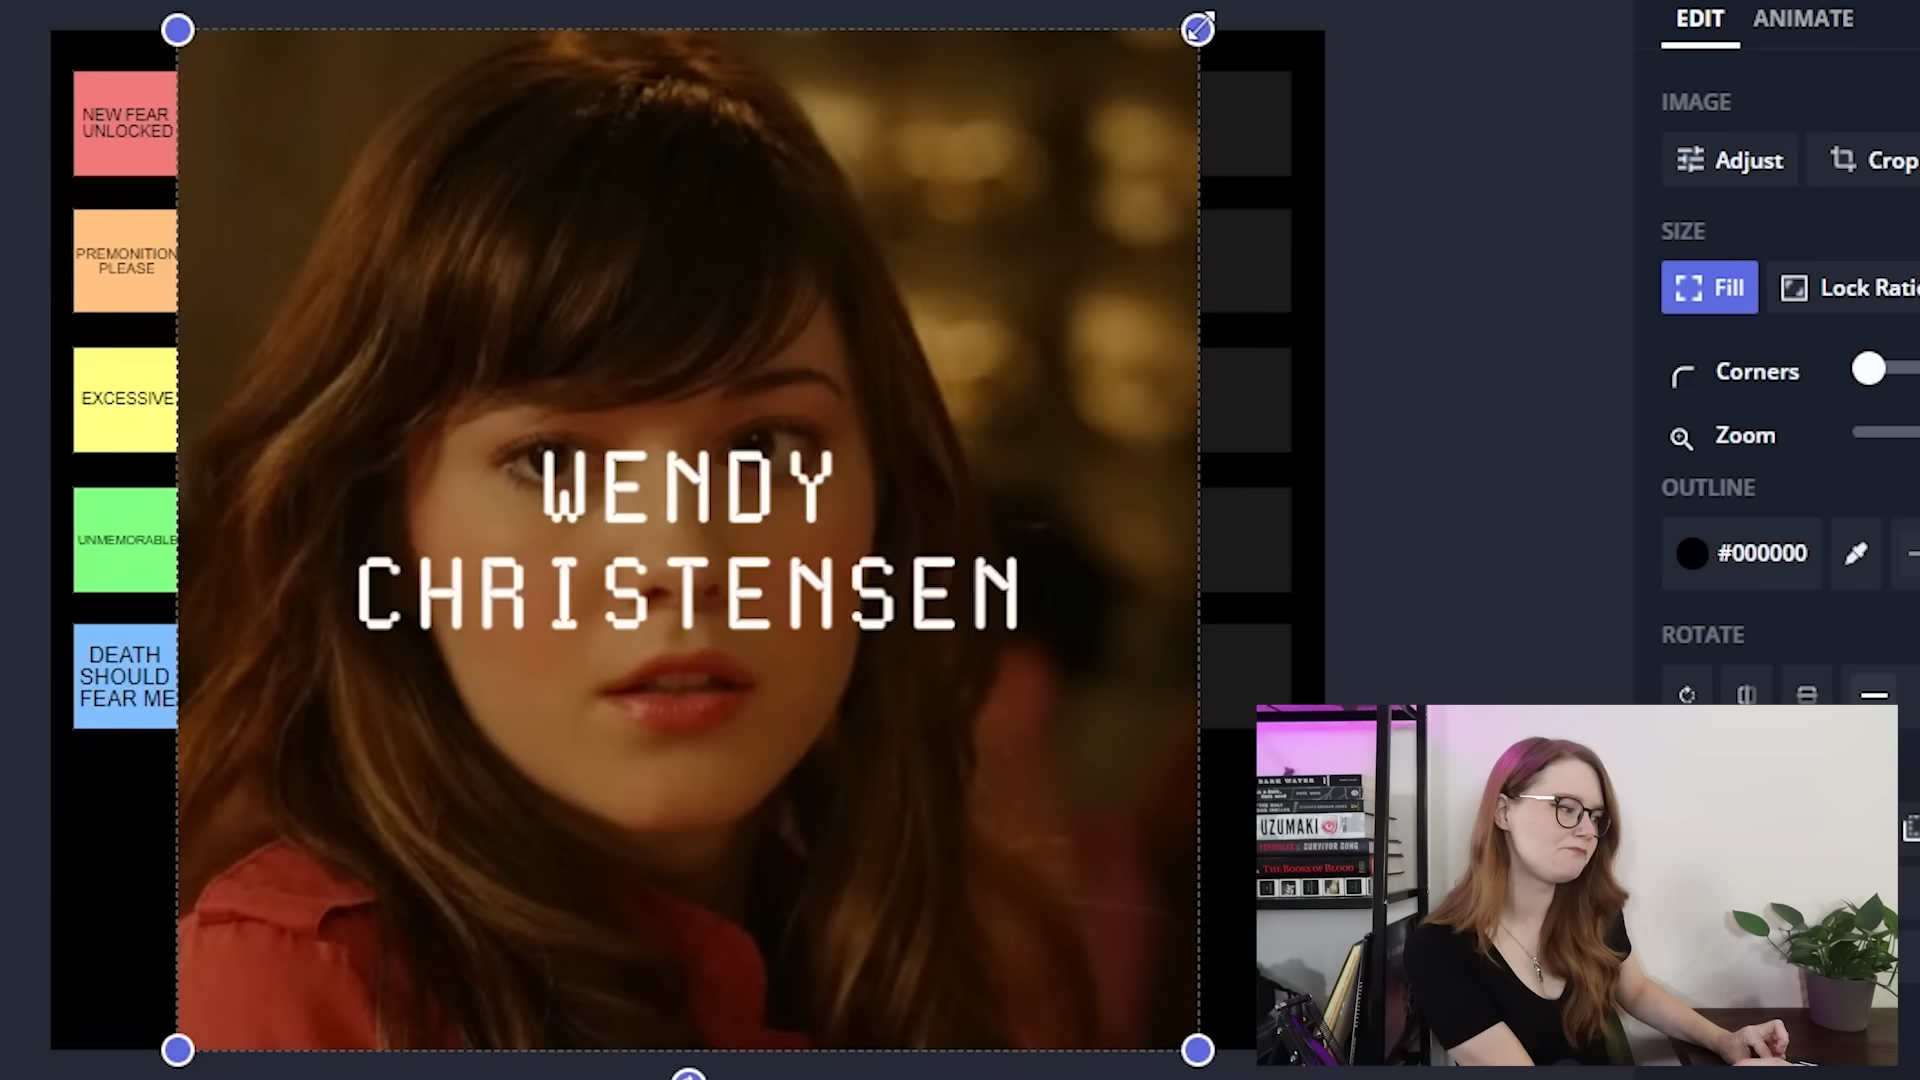 EDIT ANIMATE
IMAGE
Adjust Crop
SIZE
Fill Lock Ratio
Corners
Zoom
OUTLINE
#000000
ROTATE
NEW FEAR
UNLOCKED
PREMONITION
PLEASE
EXCESSIVE
UNMEMORABLE
DEATH
SHOULD
FEAR ME
WENDY
CHRISTENSEN
DARK WATER
UZUMAKI
SURVIVOR SONG
THE BOOKS OF BLOOD